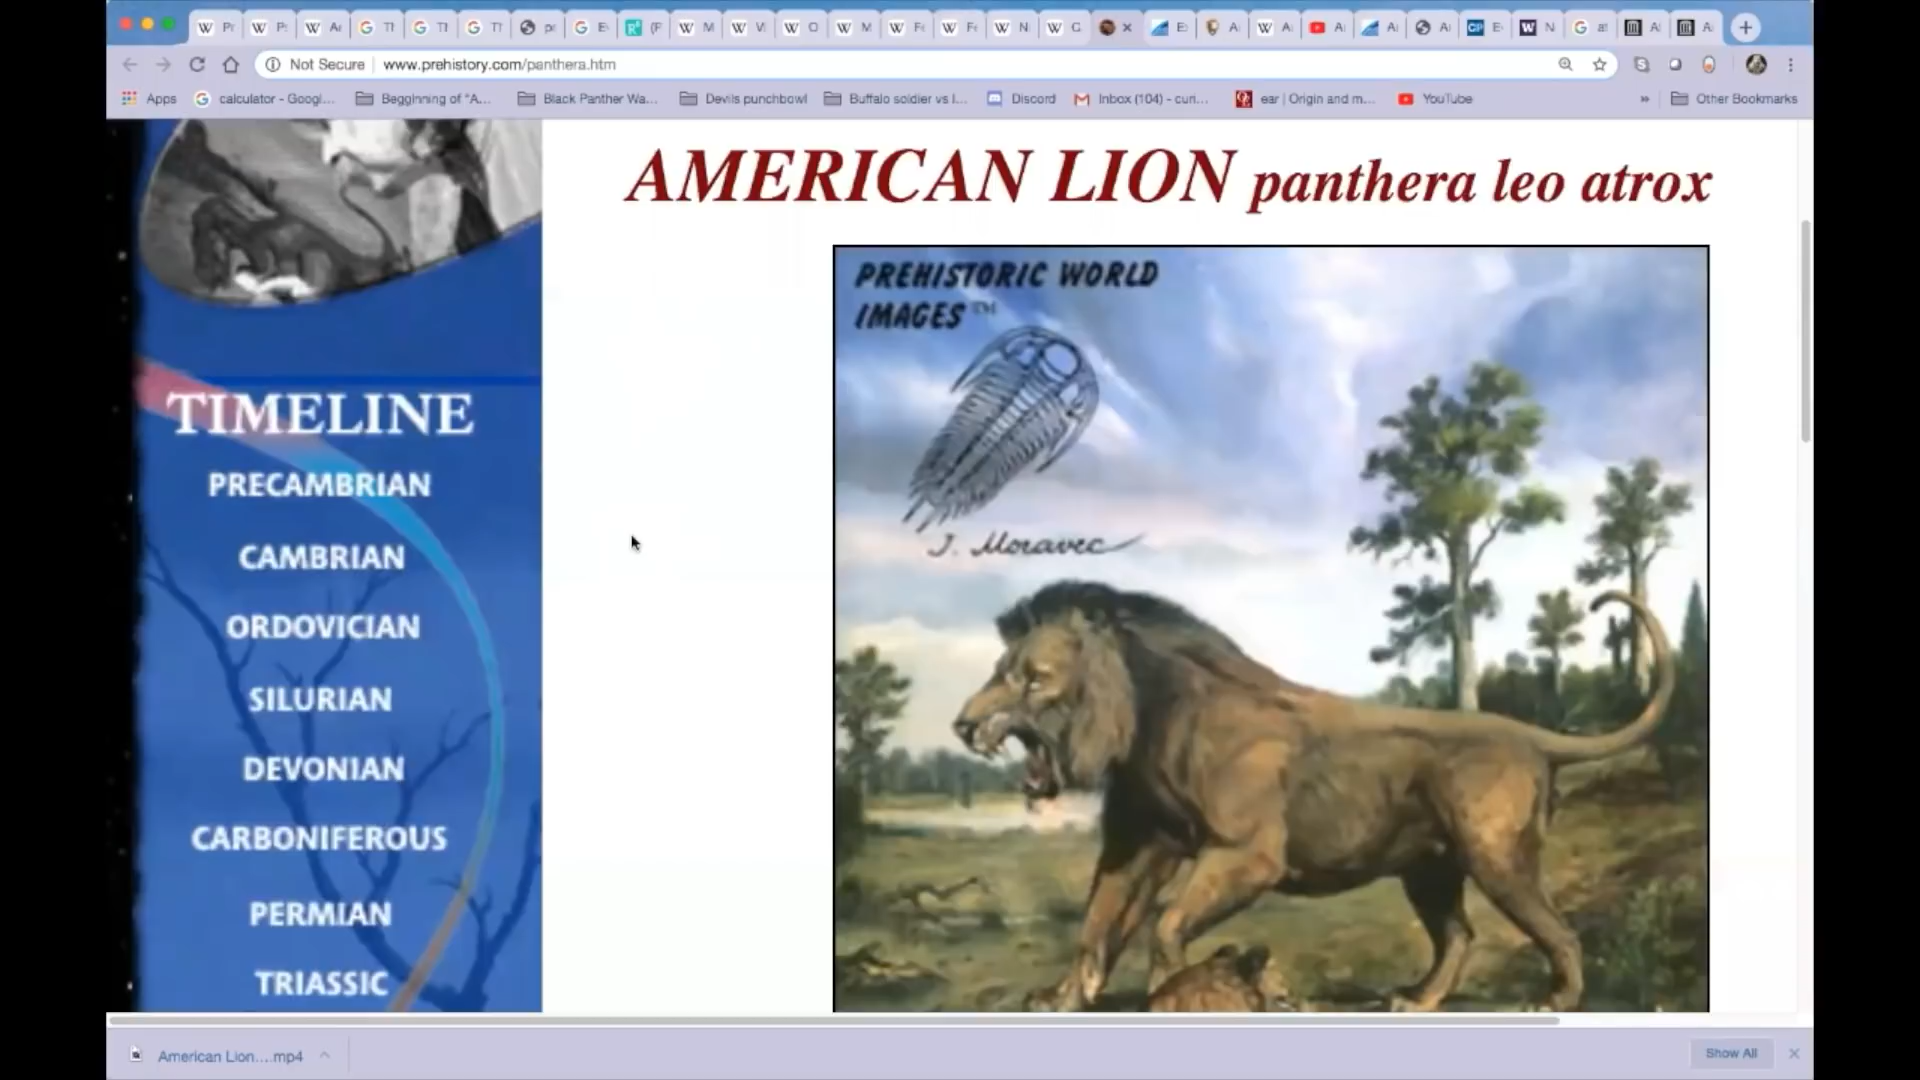 Not Secure www.prehistory.com/panthera.htm
Apps calculator - Googl... Begginning of "A... Black Panther Wa... Devils punchbowl Buffalo soldier vs I... Discord Inbox (104) - curi... ear | Origin and m... YouTube » Other Bookmarks
AMERICAN LION panthera leo atrox
PREHISTORIC WORLD
IMAGES™
J. Moravec
TIMELINE
PRECAMBRIAN
CAMBRIAN
ORDOVICIAN
SILURIAN
DEVONIAN
CARBONIFEROUS
PERMIAN
TRIASSIC
American Lion....mp4
Show All